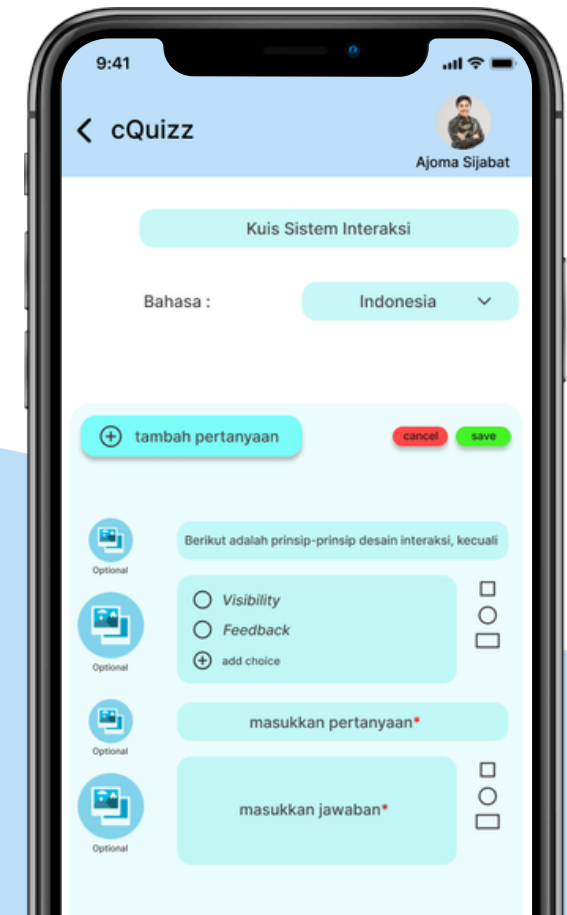 9:41
cQuizz
Ajoma Sijabat
Kuis Sistem Interaksi
Bahasa :
Indonesia
tambah pertanyaan
cancel
save
Berikut adalah prinsip-prinsip desain interaksi, kecuali
Optional
Visibility
Feedback
add choice
Optional
masukkan pertanyaan*
Optional
masukkan jawaban*
Optional